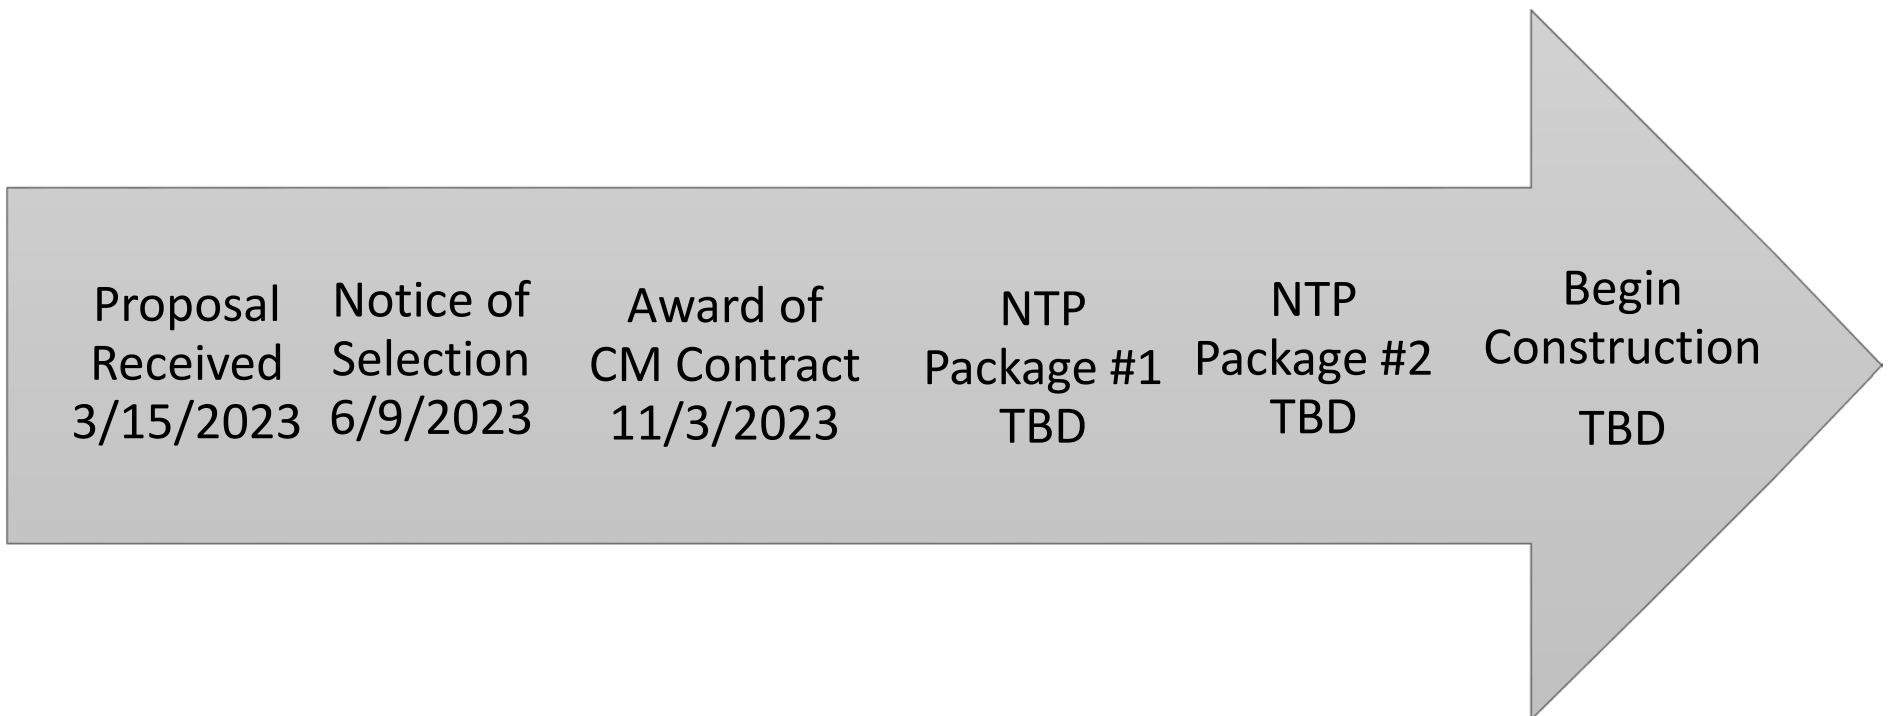 Proposal
Received
3/15/2023
Notice of
Selection
6/9/2023
Award of
CM Contract
11/3/2023
NTP
Package #1
TBD
NTP
Package #2
TBD
Begin
Construction
TBD